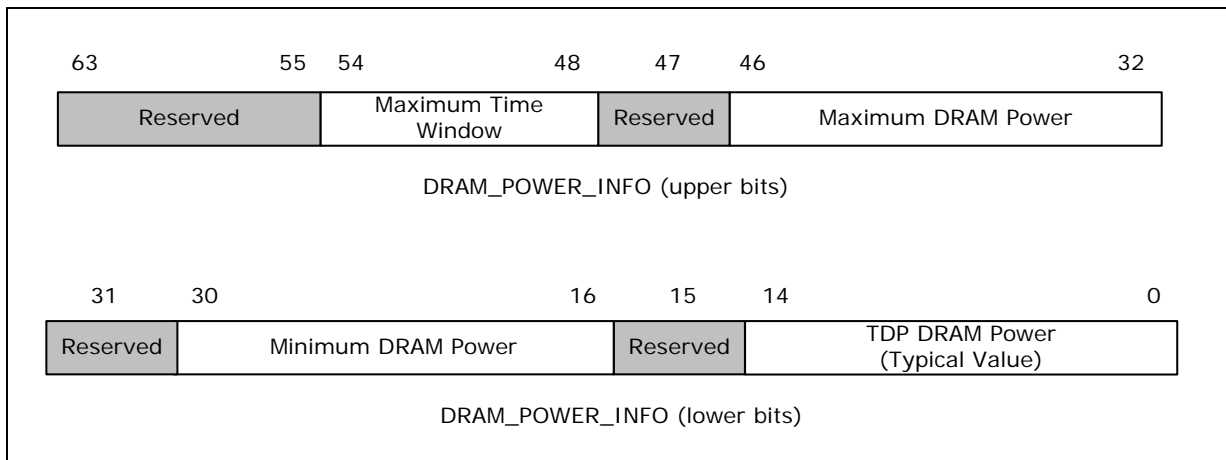 63 55 54 48 47 46 32
Reserved Maximum Time Window Reserved Maximum DRAM Power
DRAM_POWER_INFO (upper bits)
31 30 16 15 14 0
Reserved Minimum DRAM Power Reserved TDP DRAM Power (Typical Value)
DRAM_POWER_INFO (lower bits)